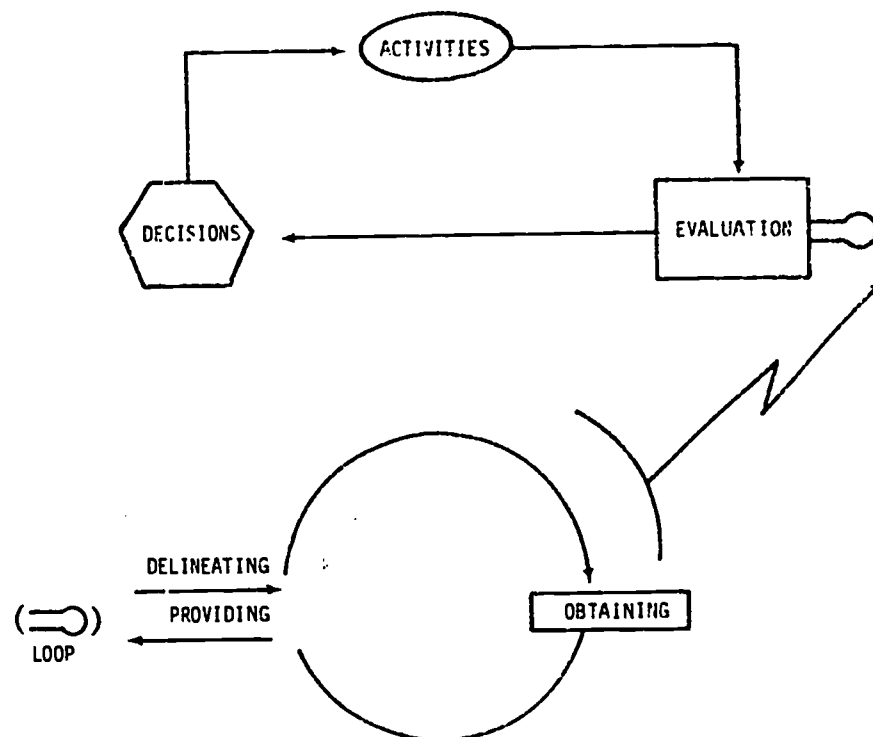 ACTIVITIES
DECISIONS
EVALUATION
DELINEATING
PROVIDING
OBTAINING
LOOP